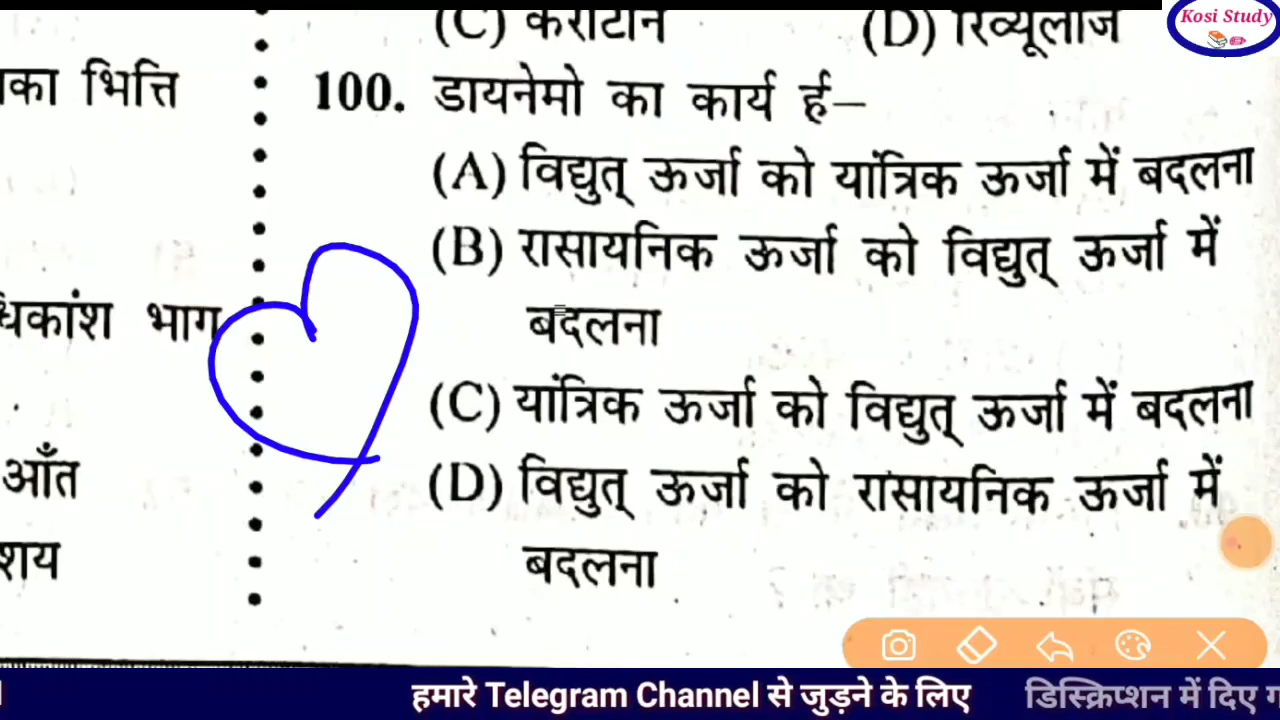 Kosi Study
(C) करोटीन (D) रिव्यूलोज
का भित्ति
100. डायनेमो का कार्य र्ह–
(A) विद्युत् ऊर्जा को यांत्रिक ऊर्जा में बदलना
(B) रासायनिक ऊर्जा को विद्युत् ऊर्जा में
धिकांश भाग
बदलना
(C) यांत्रिक ऊर्जा को विद्युत् ऊर्जा में बदलना
आँत
(D) विद्युत् ऊर्जा को रासायनिक ऊर्जा में
शय
बदलना
हमारे Telegram Channel से जुड़ने के लिए डिस्क्रिप्शन में दिए